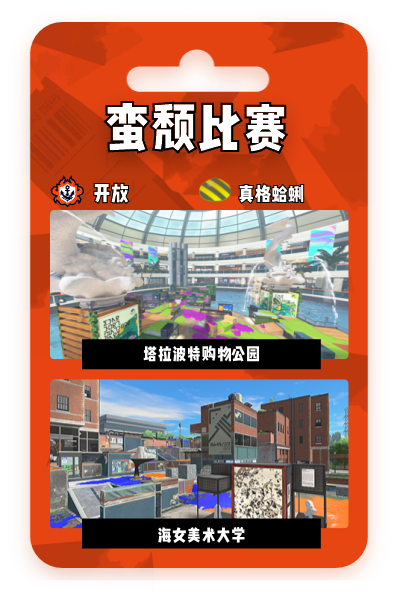 蛮颓比赛
开放
真格蛤蜊
塔拉波特购物公园
海女美术大学